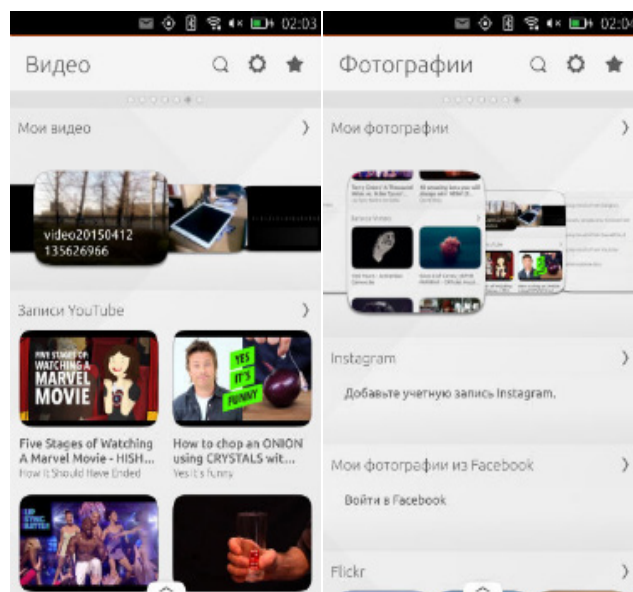 02:03
Видео
Мои видео
video20150412
135626966
Записи YouTube
FIVE STAGES OF
WATCHING A
MARVEL
MOVIE
YES
IT'S
FUNNY
Five Stages of Watching
A Marvel Movie - HISH...
How It Should Have Ended
How to chop an ONION
using CRYSTALS wit...
Yes it's funny
LIP
SYNC
BATTLE
02:04
Фотографии
Мои фотографии
Instagram
Добавьте учетную запись Instagram.
Мои фотографии из Facebook
Войти в Facebook
Flickr